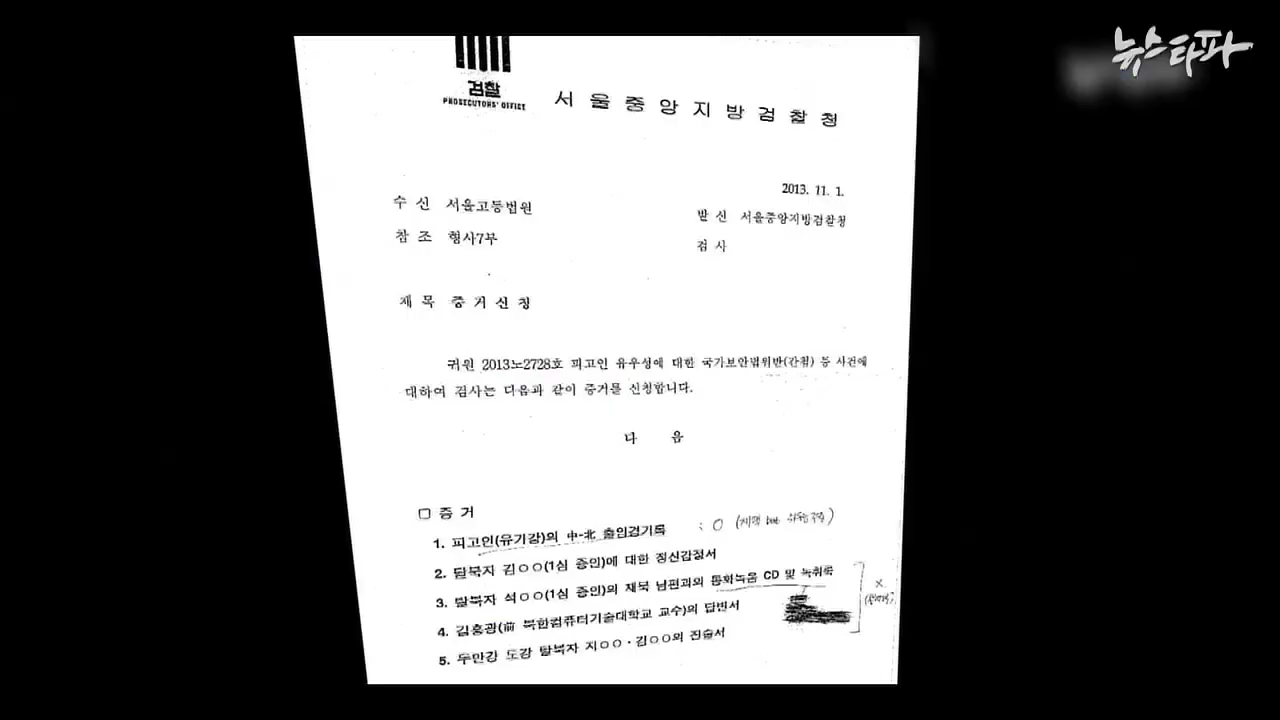 뉴스타파
검찰
PROSECUTORS' OFFICE
서울중앙지방검찰청
2013. 11. 1.
수 신 서울고등법원
발 신 서울중앙지방검찰청
참 조 형사7부
검 사
제 목 증 거 신 청
귀원 2013노2728호 피고인 유우성에 대한 국가보안법위반(간첩) 등 사건에
대하여 검사는 다음과 같이 증거를 신청합니다.
다 음
□ 증 거
1. 피고인(유가강)의 中-北 출입경기록 : ○
2. 탈북자 김○○(1심 증인)에 대한 정신감정서
3. 탈북자 석○○(1심 증인)의 재북 남편과의 통화녹음 CD 및 녹취록
4. 김흥광(前 북한컴퓨터기술대학교 교수)의 답변서
5. 두만강 도강 탈북자 지○○·김○○의 진술서